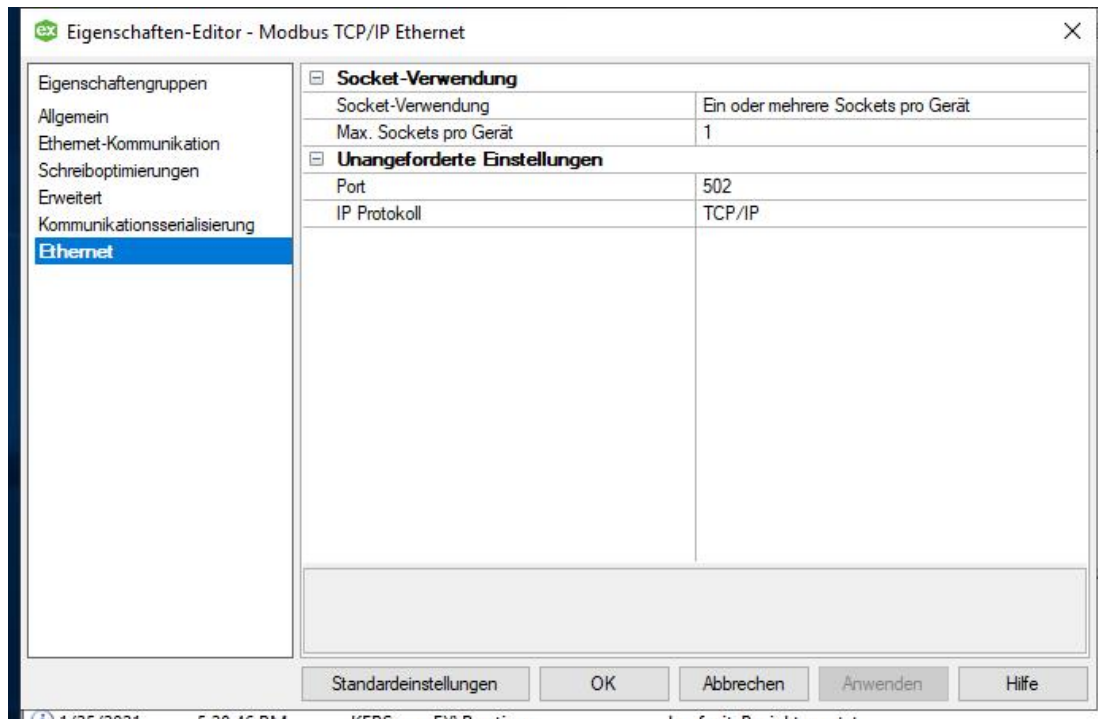 ex Eigenschaften-Editor - Modbus TCP/IP Ethernet
Eigenschaftengruppen
Allgemein
Ethernet-Kommunikation
Schreiboptimierungen
Erweitert
Kommunikationsserialisierung
Ethernet
Socket-Verwendung
Socket-Verwendung Ein oder mehrere Sockets pro Gerät
Max. Sockets pro Gerät 1
Unangeforderte Einstellungen
Port 502
IP Protokoll TCP/IP
Standardeinstellungen OK Abbrechen Anwenden Hilfe